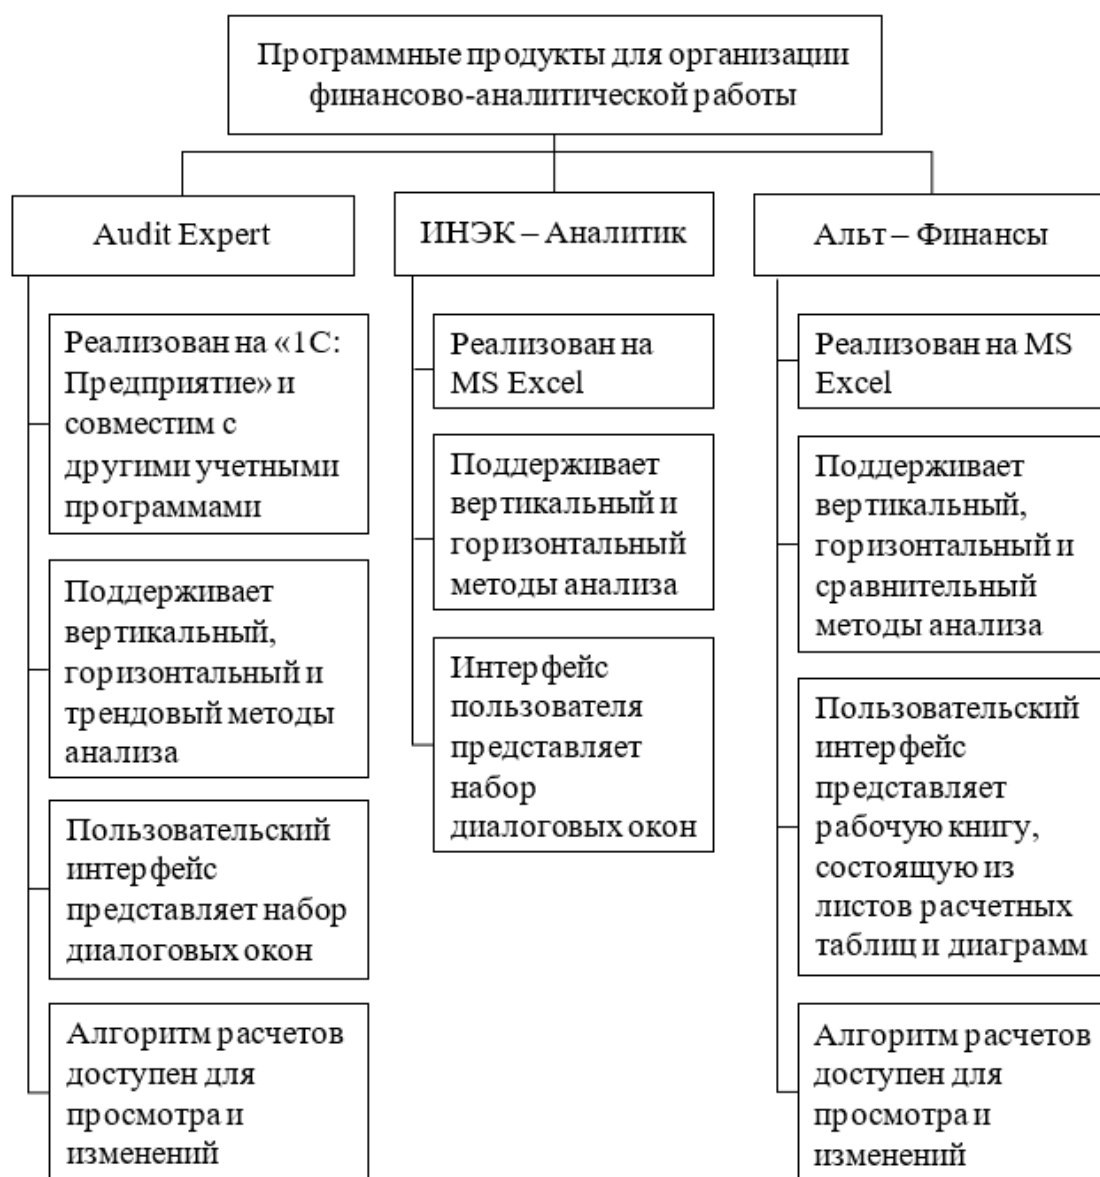 Программные продукты для организации
финансово-аналитической работы
Audit Expert
Реализован на «1С:
Предприятие» и
совместим с
другими учетными
программами
Поддерживает
вертикальный,
горизонтальный и
трендовый методы
анализа
Пользовательский
интерфейс
представляет набор
диалоговых окон
Алгоритм расчетов
доступен для
просмотра и
изменений
ИНЭК – Аналитик
Реализован на
MS Excel
Поддерживает
вертикальный и
горизонтальный
методы анализа
Интерфейс
пользователя
представляет
набор
диалоговых окон
Альт – Финансы
Реализован на MS
Excel
Поддерживает
вертикальный,
горизонтальный и
сравнительный
методы анализа
Пользовательский
интерфейс
представляет
рабочую книгу,
состоящую из
листов расчетных
таблиц и диаграмм
Алгоритм расчетов
доступен для
просмотра и
изменений